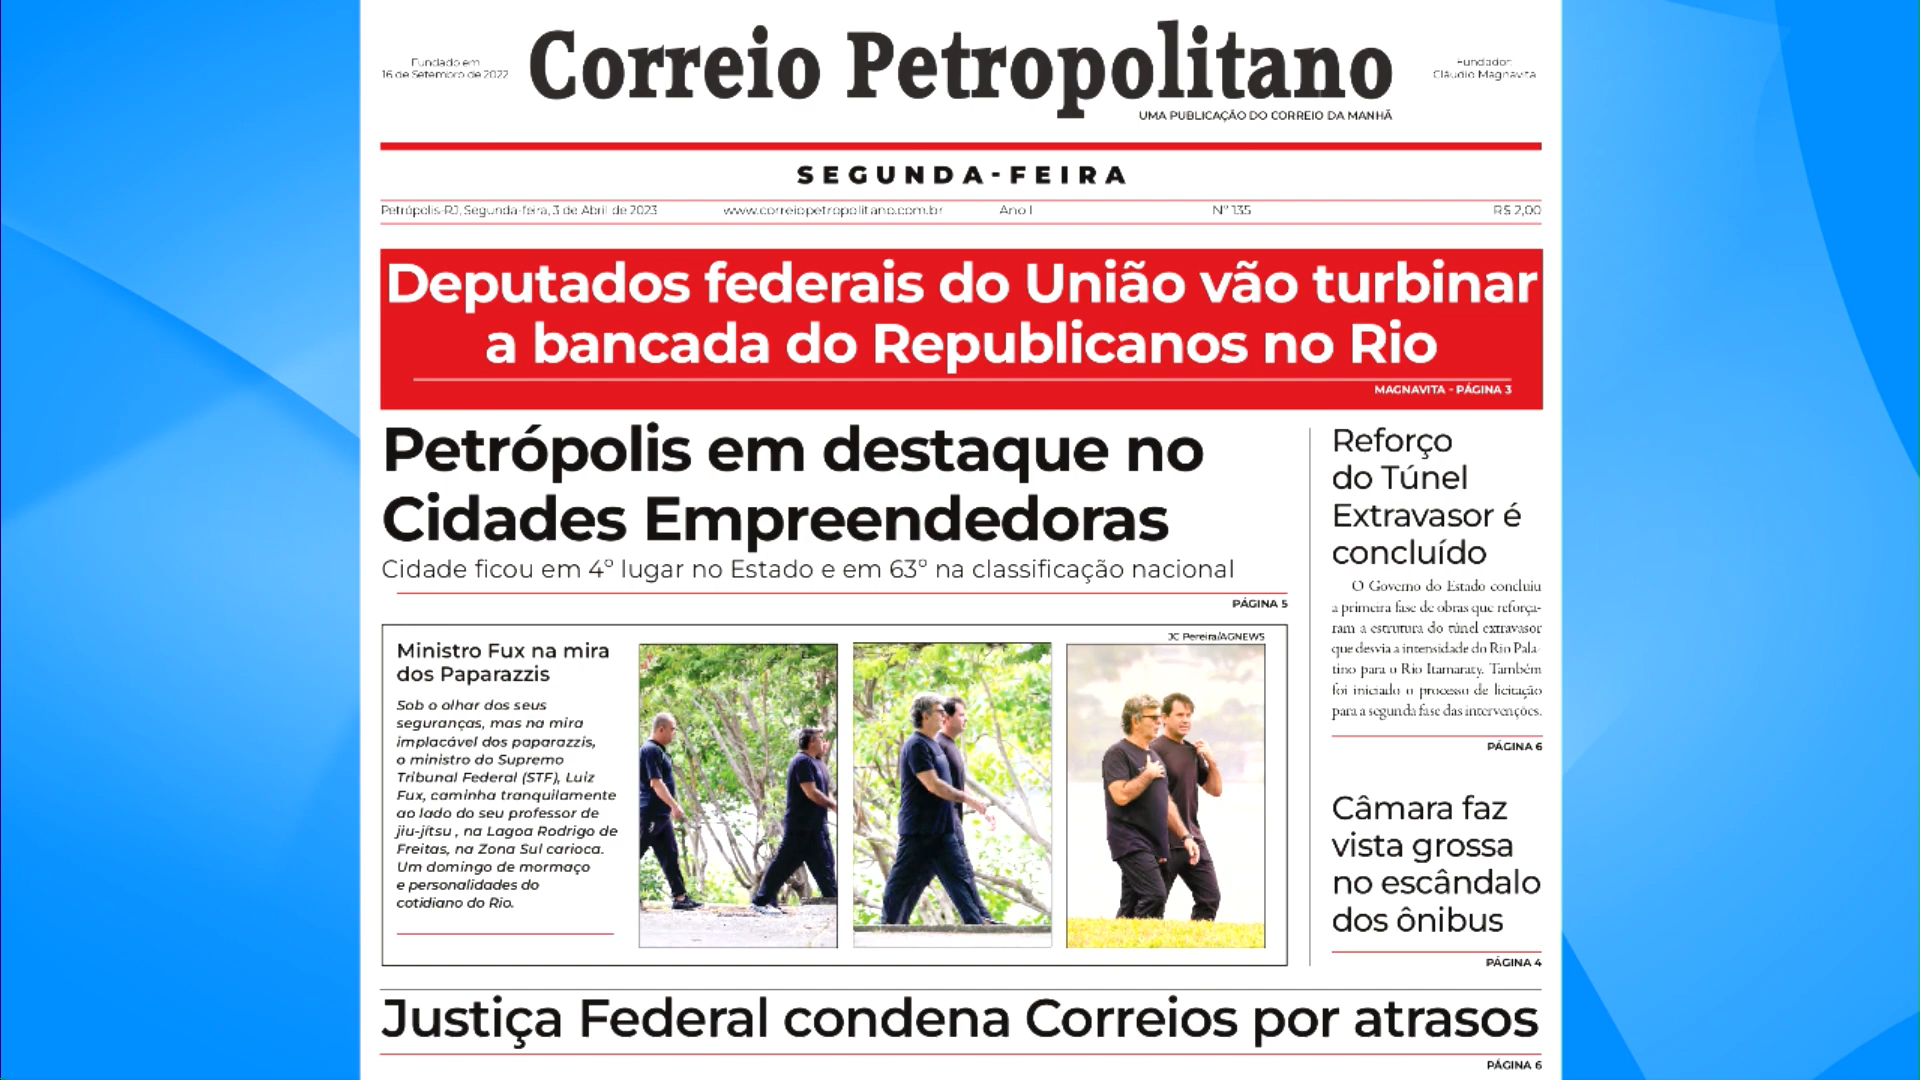 Fundado em
16 de Setembro de 2022
Correio Petropolitano
Fundador:
Cláudio Magnavita
UMA PUBLICAÇÃO DO CORREIO DA MANHÃ
SEGUNDA-FEIRA
Petrópolis-RJ, Segunda-feira, 3 de Abril de 2023 www.correiopetropolitano.com.br Ano I Nº 135 R$ 2,00
Deputados federais do União vão turbinar
a bancada do Republicanos no Rio
MAGNAVITA - PÁGINA 3
Petrópolis em destaque no
Cidades Empreendedoras
Cidade ficou em 4º lugar no Estado e em 63º na classificação nacional
PÁGINA 5
JC Pereira/AGNEWS
Ministro Fux na mira
dos Paparazzis
Sob o olhar dos seus
seguranças, mas na mira
implacável dos paparazzis,
o ministro do Supremo
Tribunal Federal (STF), Luiz
Fux, caminha tranquilamente
ao lado do seu professor de
jiu-jítsu , na Lagoa Rodrigo de
Freitas, na Zona Sul carioca.
Um domingo de mormaço
e personalidades do
cotidiano do Rio.
Reforço
do Túnel
Extravasor é
concluído
O Governo do Estado concluiu
a primeira fase de obras que reforça-
ram a estrutura do túnel extravasor
que desvia a intensidade do Rio Pala-
tino para o Rio Itamaraty. Também
foi iniciado o processo de licitação
para a segunda fase das intervenções.
PÁGINA 6
Câmara faz
vista grossa
no escândalo
dos ônibus
PÁGINA 4
Justiça Federal condena Correios por atrasos
PÁGINA 6